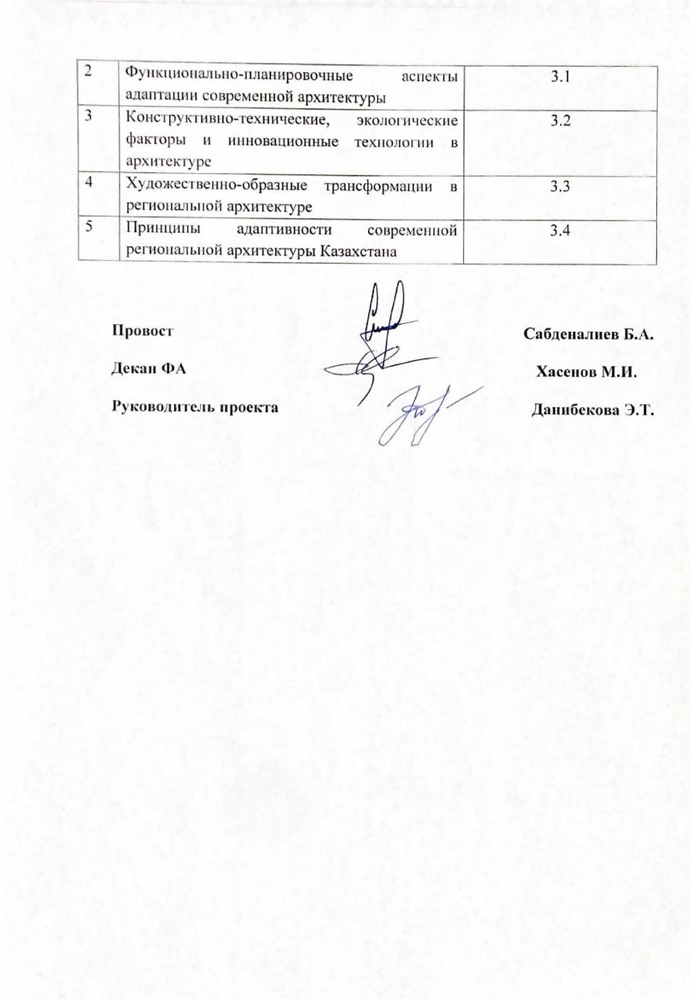 2 Функционально-планировочные аспекты 3.1
адаптации современной архитектуры
3 Конструктивно-технические, экологические 3.2
факторы и инновационные технологии в
архитектуре
4 Художественно-образные трансформации в 3.3
региональной архитектуре
5 Принципы адаптивности современной 3.4
региональной архитектуры Казахстана
Провост Сабденалиев Б.А.
Декан ФА Хасенов М.И.
Руководитель проекта Данибекова Э.Т.